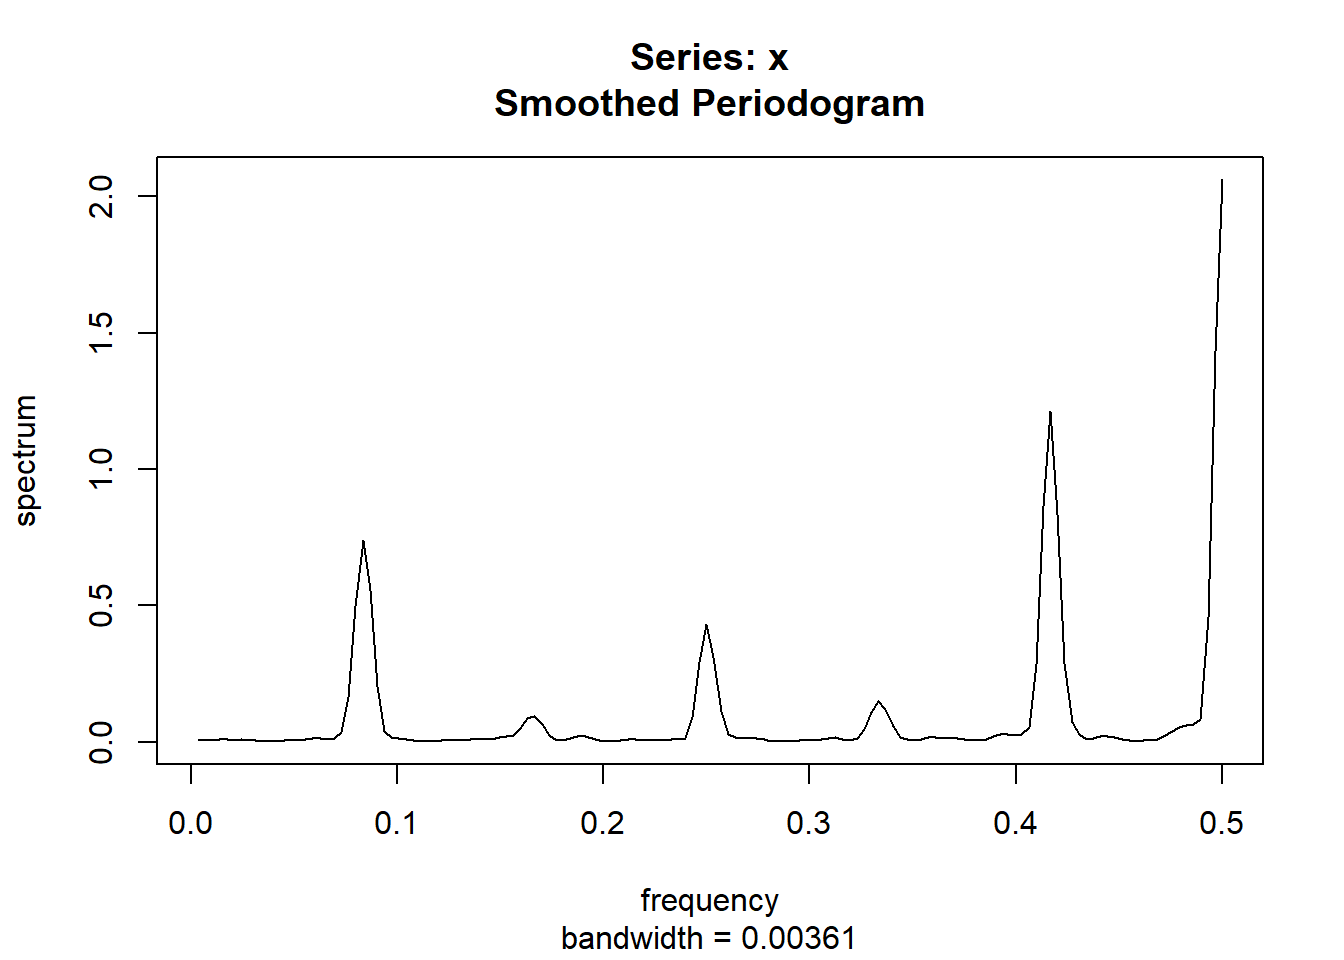 Series: x
Smoothed Periodogram
spectrum
2.0
1.5
1.0
0.5
0.0
0.0 0.1 0.2 0.3 0.4 0.5
frequency
bandwidth = 0.00361